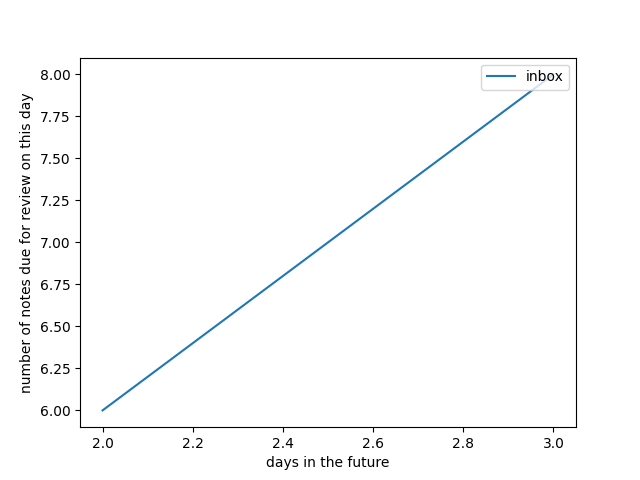 inbox
number of notes due for review on this day
8.00
7.75
7.50
7.25
7.00
6.75
6.50
6.25
6.00
2.0 2.2 2.4 2.6 2.8 3.0
days in the future